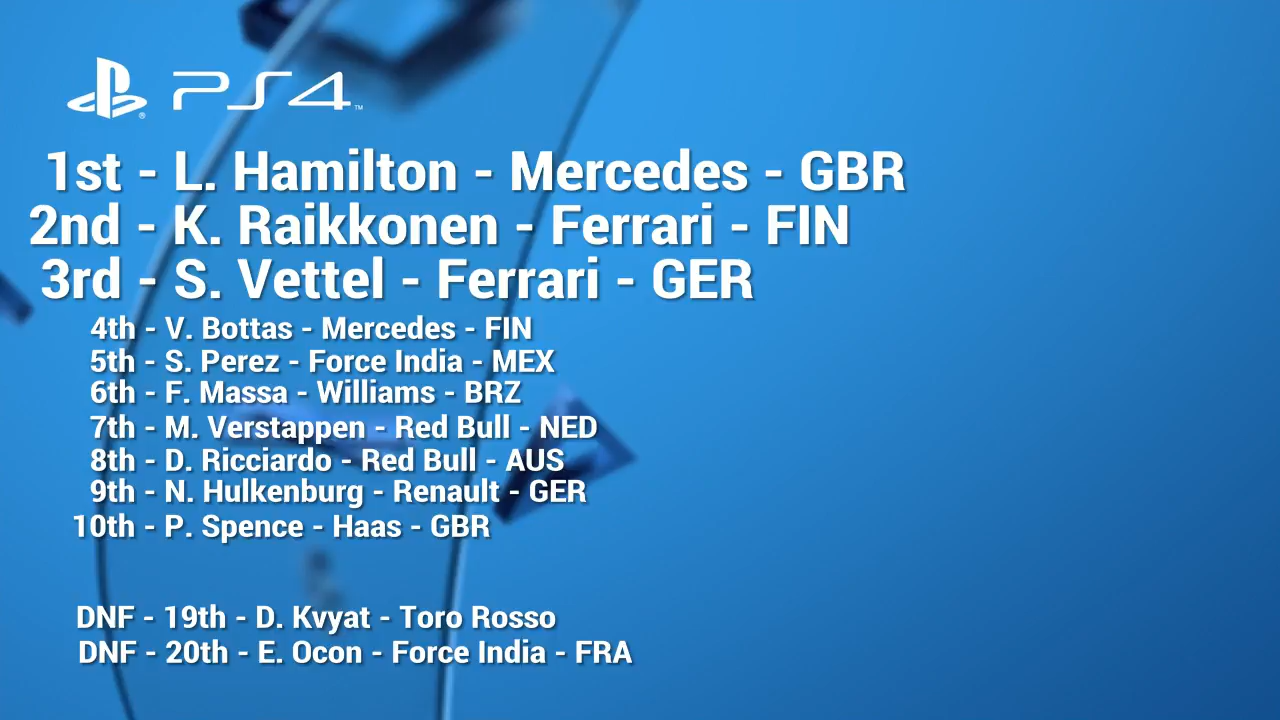 PS4™
1st - L. Hamilton - Mercedes - GBR
2nd - K. Raikkonen - Ferrari - FIN
3rd - S. Vettel - Ferrari - GER
4th - V. Bottas - Mercedes - FIN
5th - S. Perez - Force India - MEX
6th - F. Massa - Williams - BRZ
7th - M. Verstappen - Red Bull - NED
8th - D. Ricciardo - Red Bull - AUS
9th - N. Hulkenburg - Renault - GER
10th - P. Spence - Haas - GBR
DNF - 19th - D. Kvyat - Toro Rosso
DNF - 20th - E. Ocon - Force India - FRA